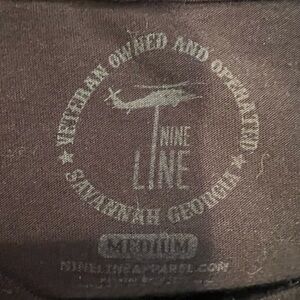 VETERAN OWNED AND OPERATED
NINE
LINE
★ SAVANNAH GEORGIA ★
MEDIUM
NINELINEAPPAREL.COM